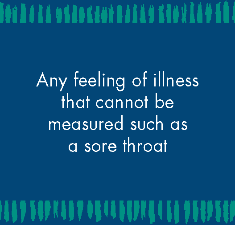 Any feeling of illness
that cannot be
measured such as
a sore throat